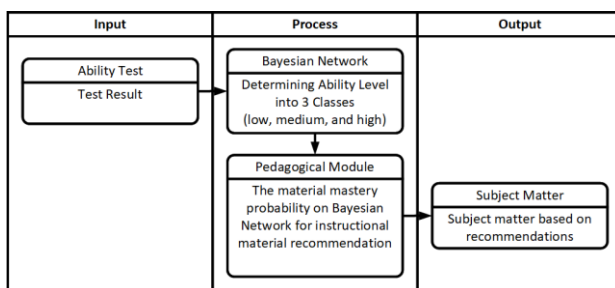 Input
Process
Output
Ability Test
Test Result
Bayesian Network
Determining Ability Level
into 3 Classes
(low, medium, and high)
Pedagogical Module
The material mastery
probability on Bayesian
Network for instructional
material recommendation
Subject Matter
Subject matter based on
recommendations